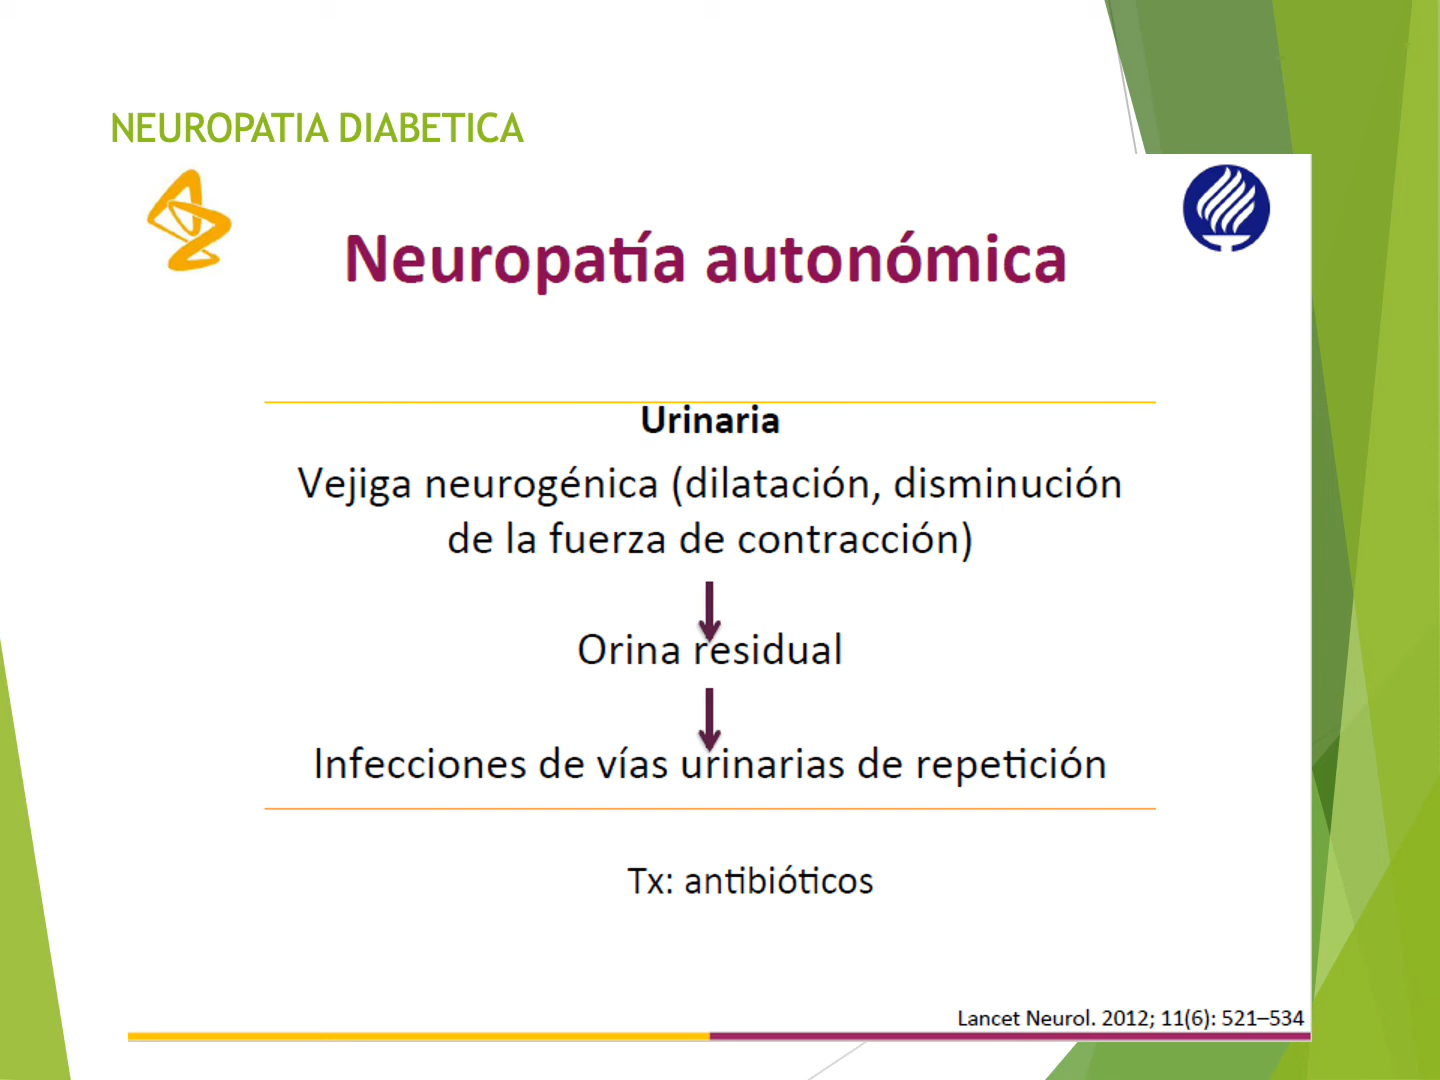 NEUROPATIA DIABETICA
Neuropatía autonómica
Urinaria
Vejiga neurogénica (dilatación, disminución
de la fuerza de contracción)
Orina residual
Infecciones de vías urinarias de repetición
Tx: antibióticos
Lancet Neurol. 2012; 11(6): 521–534